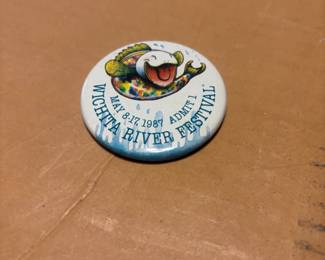 MAY 8-17, 1987 ADMIT 1
WICHITA RIVER FESTIVAL